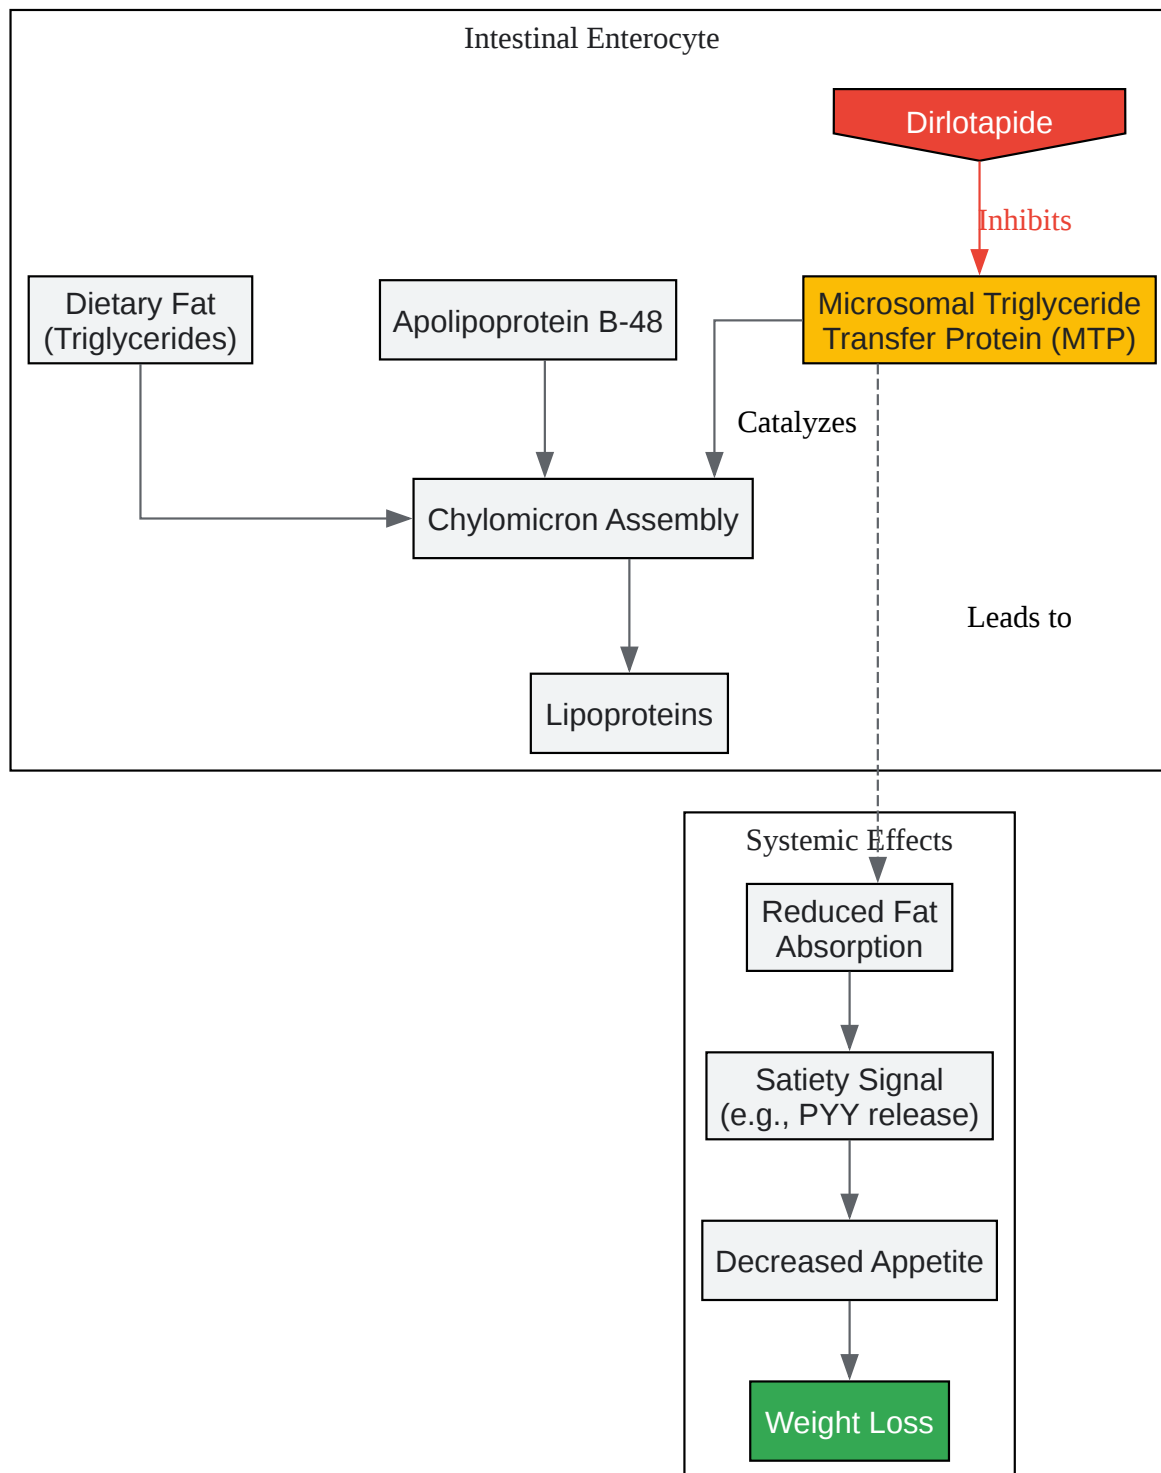 Intestinal Enterocyte
Dirlotapide
Inhibits
Dietary Fat
(Triglycerides)
Apolipoprotein B-48
Microsomal Triglyceride
Transfer Protein (MTP)
Catalyzes
Chylomicron Assembly
Leads to
Lipoproteins
Systemic Effects
Reduced Fat
Absorption
Satiety Signal
(e.g., PYY release)
Decreased Appetite
Weight Loss